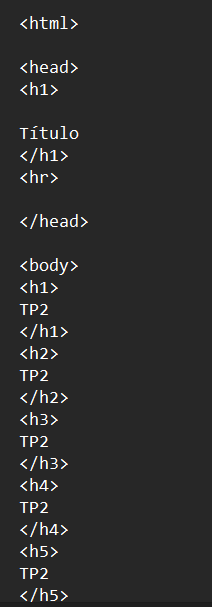 <html>
<head>
<h1>
Título
</h1>
<hr>
</head>
<body>
<h1>
TP2
</h1>
<h2>
TP2
</h2>
<h3>
TP2
</h3>
<h4>
TP2
</h4>
<h5>
TP2
</h5>